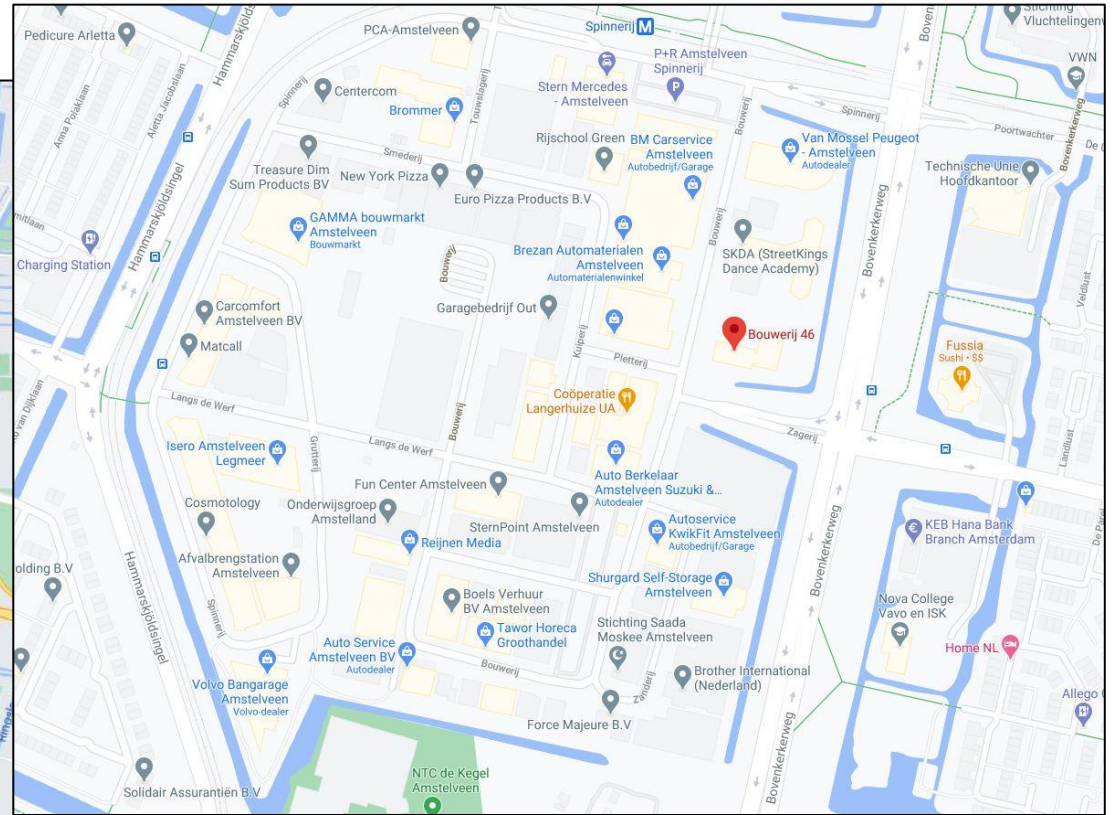 Pedicure Arletta
Hammarskjöldsingel
PCA-Amstelveen
Spinnerij
M
Stichting
Bovenkerkerweg
VWN
P+R Amstelveen
Spinnerij
P
Stern Mercedes
- Amstelveen
Centercom
Spinnerij
Touwslagerij
Brommer
Anna Polaklaan
Aletta Jacobslaan
Bouwerij
Spinnerij
Poortwachter
Rijschool Green
BM Carservice
Amstelveen
Autobedrijf/Garage
Van Mossel Peugeot
- Amstelveen
Autodealer
Technische Unie
Hoofdkantoor
Bovenkerkerweg
Smederij
Treasure Dim
Sum Products BV
New York Pizza
Euro Pizza Products B.V
GAMMA bouwmarkt
Amstelveen
Bouwmarkt
Charging Station
Hammarskjöldsingel
Bouwerij
Bouwerij
Brezan Automaterialen
Amstelveen
Automaterialenwinkel
SKDA (StreetKings
Dance Academy)
Bovenkerkerweg
Veldlust
Carcomfort
Amstelveen BV
Matcall
Garagebedrijf Out
Kuiperij
Pletterij
Bouwerij 46
Fussia
Sushi • $$
Coöperatie
Langerhuize UA
Langs de Werf
Langs de Werf
Bouwerij
Grutterij
Zagerij
Landlust
Isero Amstelveen
Legmeer
Auto Berkelaar
Amstelveen Suzuki &...
Autodealer
Fun Center Amstelveen
Cosmotology
Onderwijsgroep
Amstelland
SternPoint Amstelveen
Autoservice
KwikFit Amstelveen
Autobedrijf/Garage
KEB Hana Bank
Branch Amsterdam
€
Reijnen Media
Afvalbrengstation
Amstelveen
Hammarskjöldsingel
olding B.V
Spinnerij
Shurgard Self-Storage
Amstelveen
Bovenkerkerweg
Boels Verhuur
BV Amstelveen
Nova College
Vavo en ISK
Tawor Horeca
Groothandel
Stichting Saada
Moskee Amstelveen
Home NL
Auto Service
Amstelveen BV
Autodealer
Bouwerij
Zanderij
Brother International
(Nederland)
Volvo Bangarage
Amstelveen
Volvo-dealer
Force Majeure B.V
Allego
Bovenkerkerweg
NTC de Kegel
Amstelveen
Solidair Assurantiën B.V